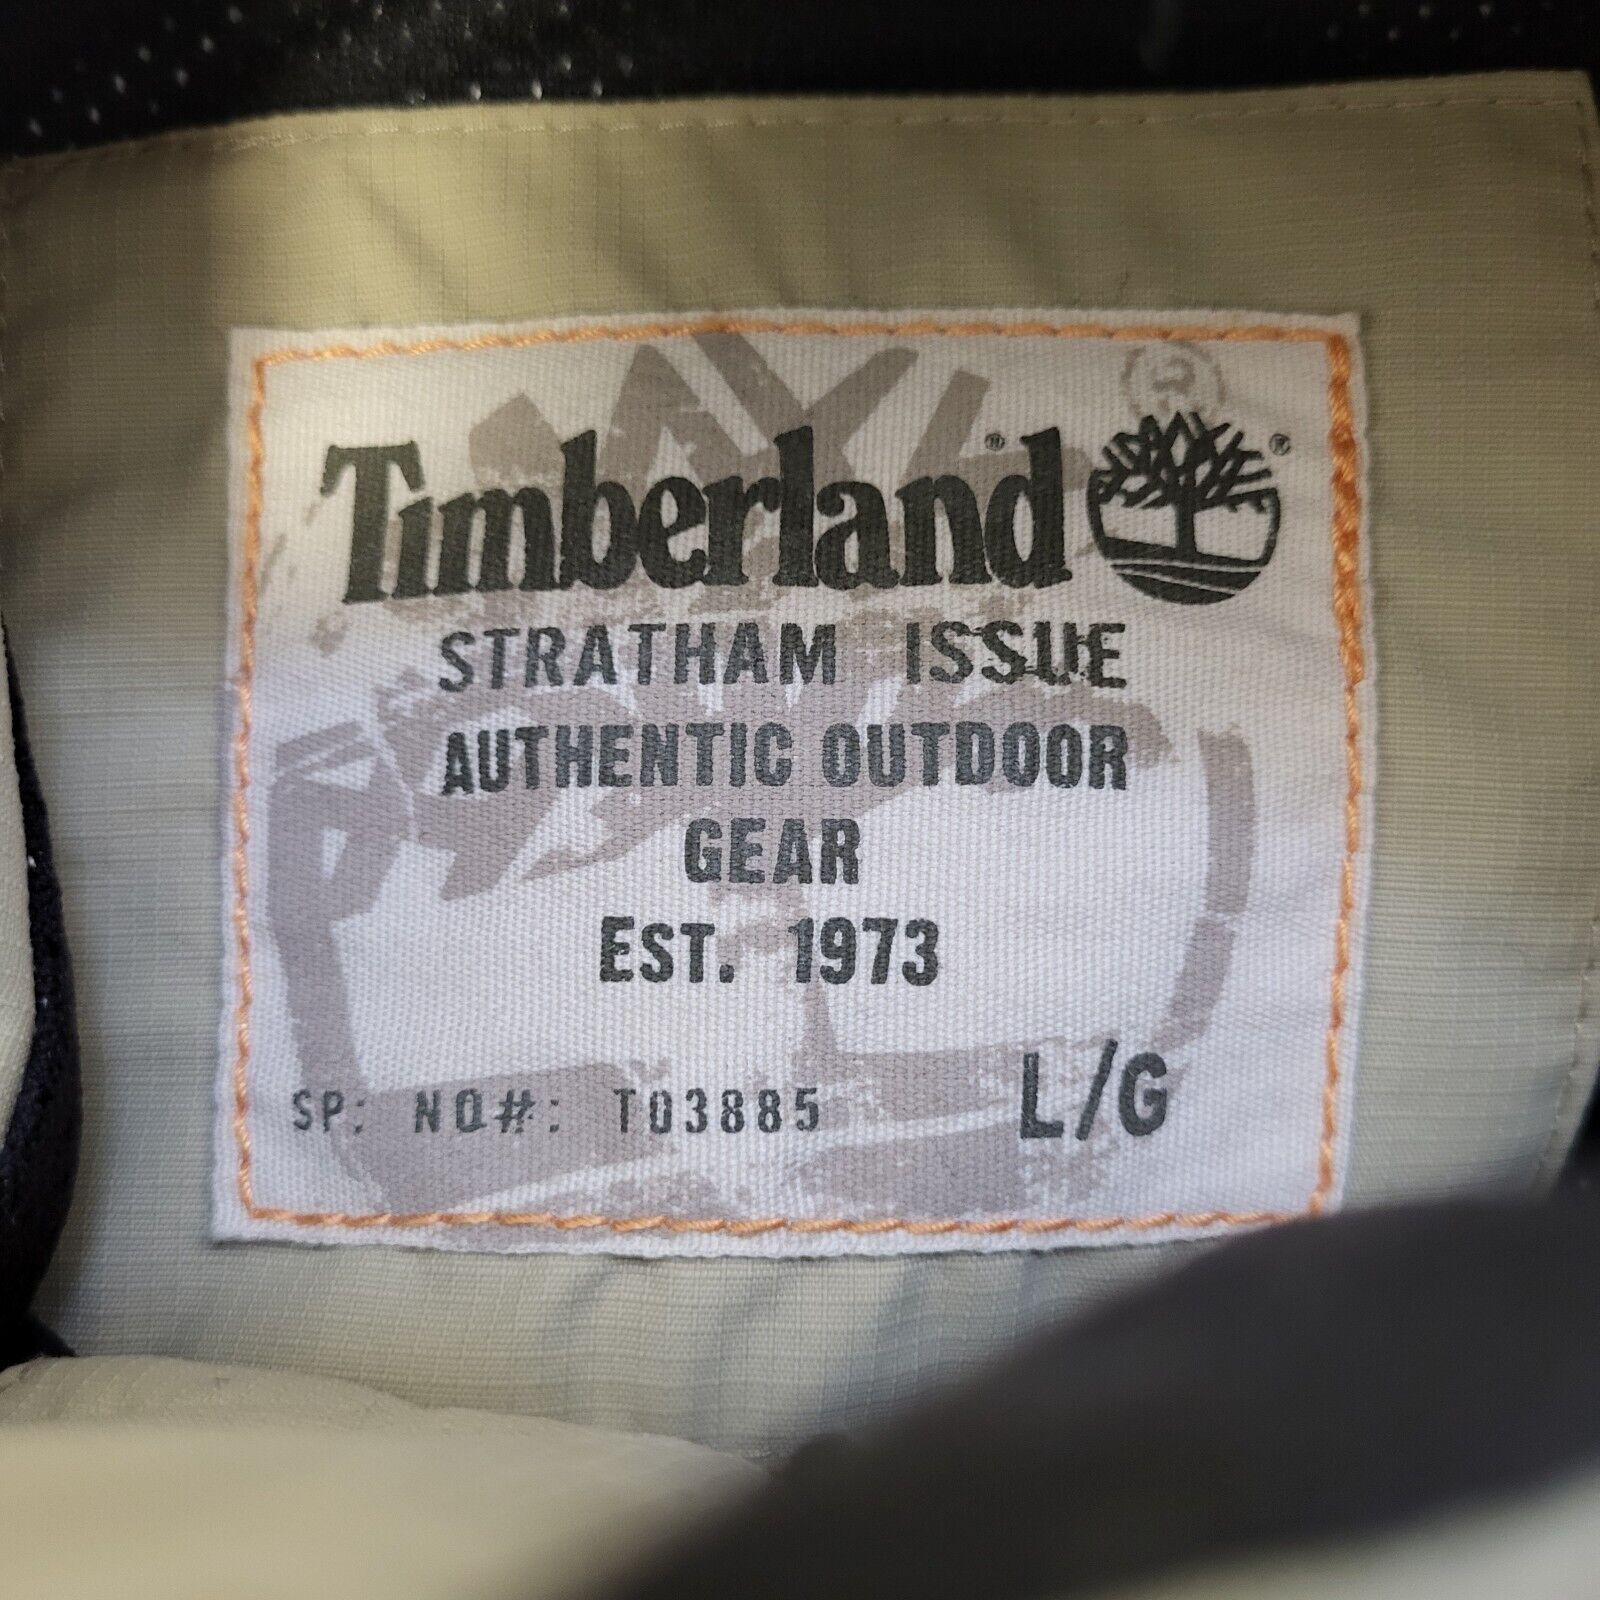 Timberland® ®
STRATHAM ISSUE
AUTHENTIC OUTDOOR
GEAR
EST. 1973
SP: NO#: T03885 L/G